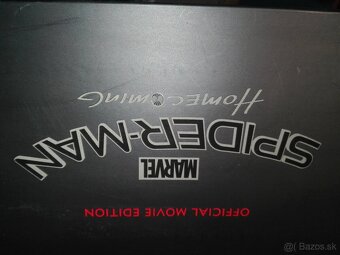 OFFICIAL MOVIE EDITION
MARVEL
SPIDER-MAN
HOMECOMING
© Bazos.sk